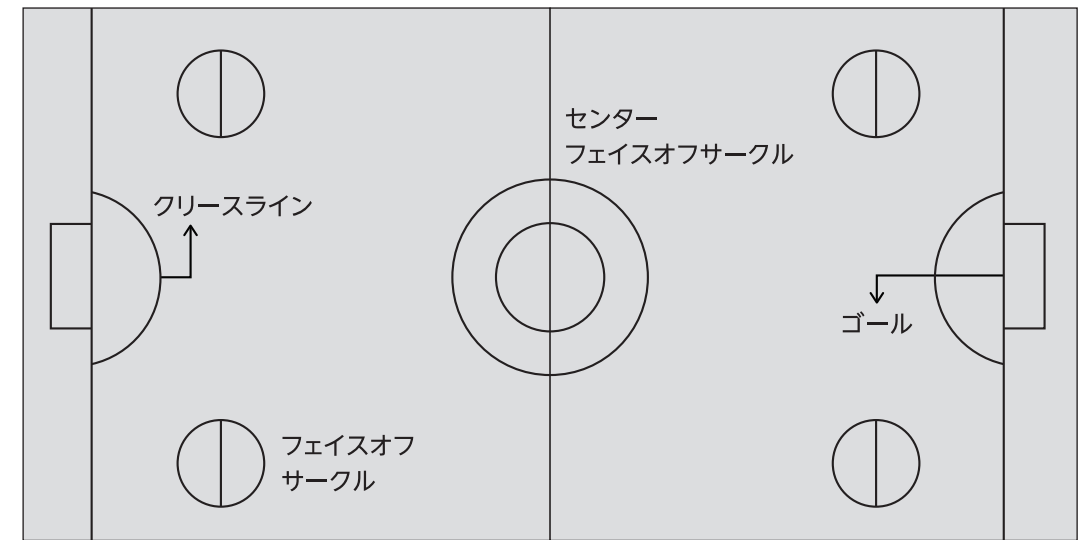 センター
フェイスオフサークル
クリースライン
ゴール
フェイスオフ
サークル